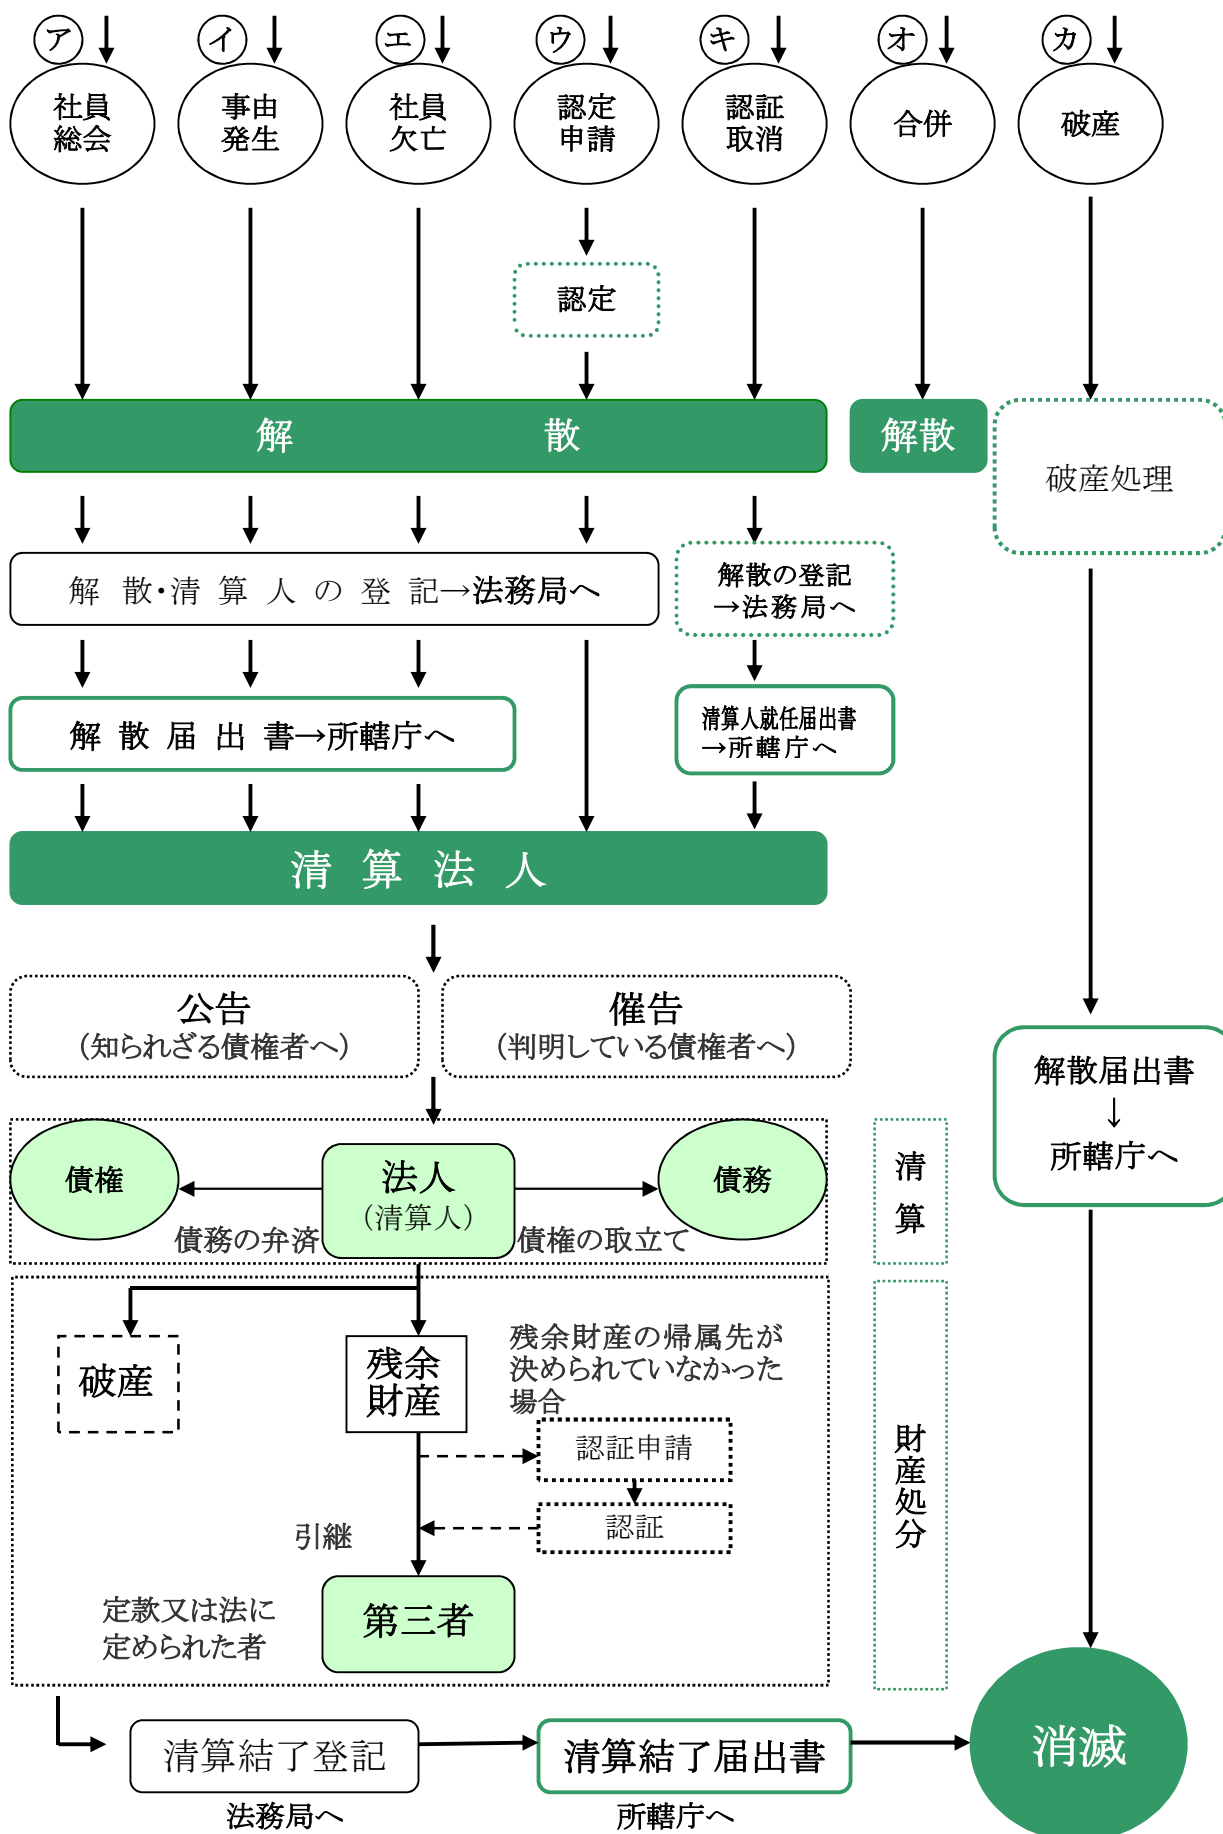 ア
イ
エ
ウ
キ
オ
カ
社員
総会
事由
発生
社員
欠亡
認定
申請
認証
取消
合併
破産
認定
解散
解散
破産処理
解散・清算人の登記→法務局へ
解散の登記
→法務局へ
解散届出書→所轄庁へ
清算人就任届出書
→所轄庁へ
清算法人
公告
（知られざる債権者へ）
催告
（判明している債権者へ）
解散届出書
↓
所轄庁へ
債権
法人
（清算人）
債務
債務の弁済
債権の取立て
清
算
破産
残余
財産
残余財産の帰属先が
決められていなかった
場合
認証申請
認証
引継
財
産
処
分
定款又は法に
定められた者
第三者
消滅
清算結了登記
清算結了届出書
法務局へ
所轄庁へ